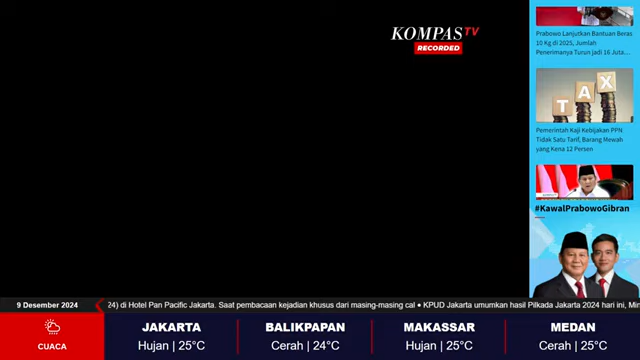 KOMPASTV
RECORDED
Prabowo Lanjutkan Bantuan Beras
10 Kg di 2025, Jumlah
Penerimanya Turun jadi 16 Juta...
TAX
Pemerintah Kaji Kebijakan PPN
Tidak Satu Tarif, Barang Mewah
yang Kena 12 Persen
#KawalPrabowoGibran
9 Desember 2024
24) di Hotel Pan Pacific Jakarta. Saat pembacaan kejadian khusus dari masing-masing cal • KPUD Jakarta umumkan hasil Pilkada Jakarta 2024 hari ini, Min
CUACA
JAKARTA
Hujan | 25°C
BALIKPAPAN
Cerah | 24°C
MAKASSAR
Hujan | 25°C
MEDAN
Cerah | 25°C